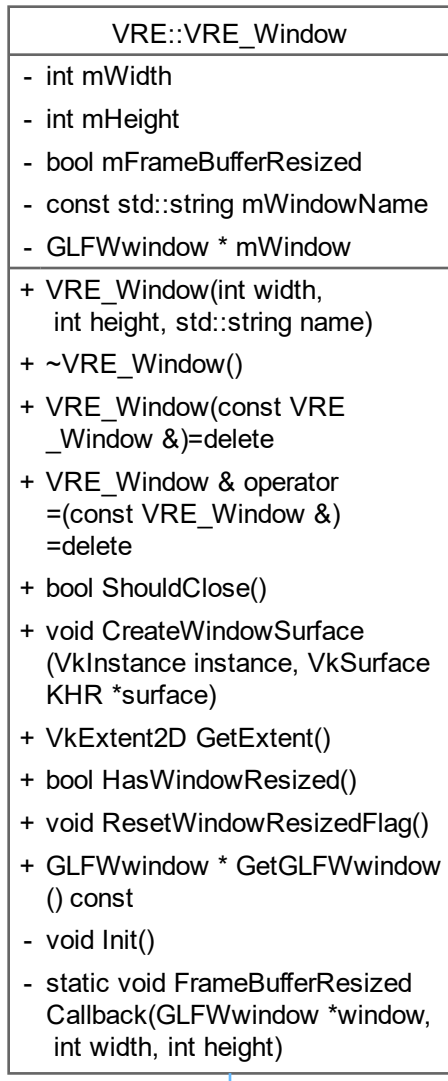 VRE::VRE_Window
- int mWidth
- int mHeight
- bool mFrameBufferResized
- const std::string mWindowName
- GLFWwindow * mWindow
+ VRE_Window(int width,
int height, std::string name)
+ ~VRE_Window()
+ VRE_Window(const VRE
_Window &)=delete
+ VRE_Window & operator
=(const VRE_Window &)
=delete
+ bool ShouldClose()
+ void CreateWindowSurface
(VkInstance instance, VkSurface
KHR *surface)
+ VkExtent2D GetExtent()
+ bool HasWindowResized()
+ void ResetWindowResizedFlag()
+ GLFWwindow * GetGLFWwindow
() const
- void Init()
- static void FrameBufferResized
Callback(GLFWwindow *window,
int width, int height)